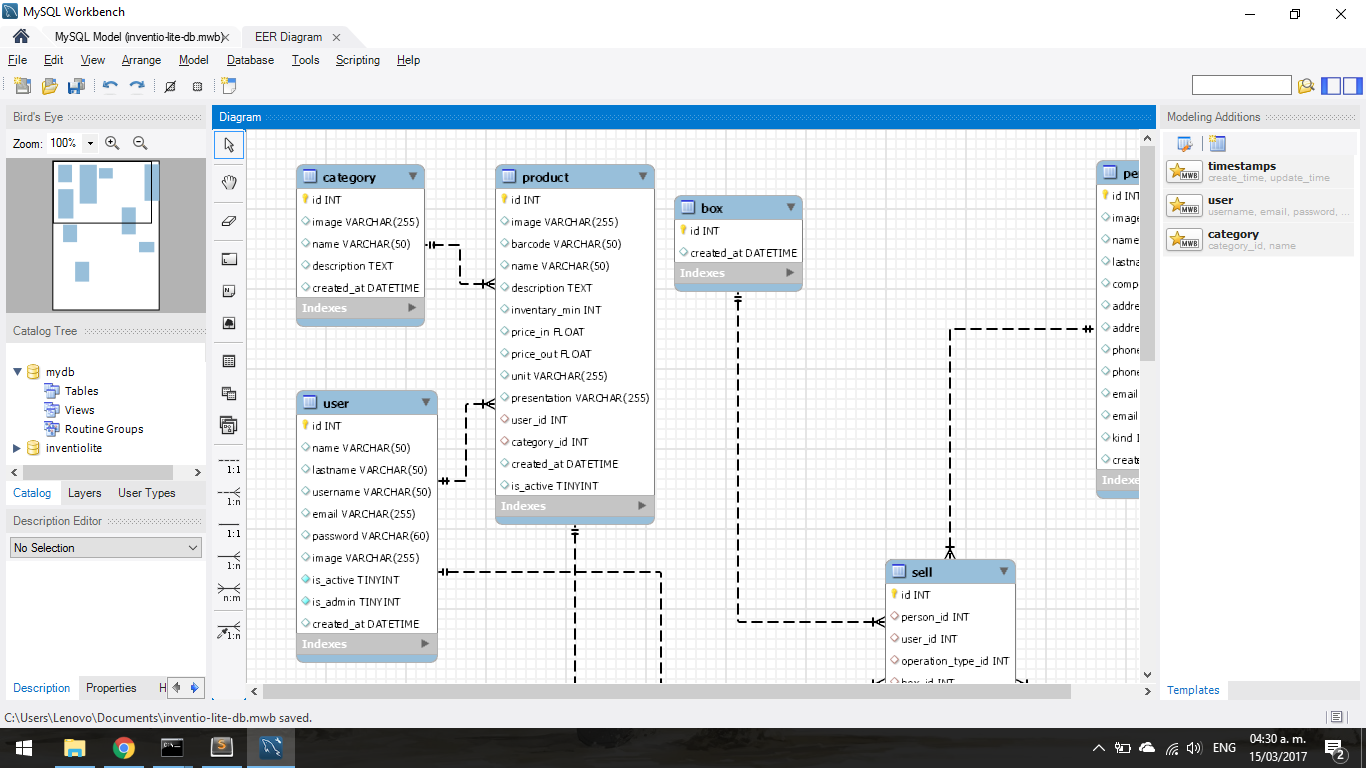 MySQL Workbench
MySQL Model (inventio-lite-db.mwb)
EER Diagram
File Edit View Arrange Model Database Tools Scripting Help
Bird's Eye
Zoom: 100%
Catalog Tree
mydb
Tables
Views
Routine Groups
inventiolite
Catalog Layers User Types
Description Editor
No Selection
Description Properties H
Diagram
1:1
1:n
1:1
1:n
n:m
1:n
category
id INT
image VARCHAR(255)
name VARCHAR(50)
description TEXT
created_at DATETIME
Indexes
user
id INT
name VARCHAR(50)
lastname VARCHAR(50)
username VARCHAR(50)
email VARCHAR(255)
password VARCHAR(60)
image VARCHAR(255)
is_active TINYINT
is_admin TINYINT
created_at DATETIME
Indexes
product
id INT
image VARCHAR(255)
barcode VARCHAR(50)
name VARCHAR(50)
description TEXT
inventary_min INT
price_in FLOAT
price_out FLOAT
unit VARCHAR(255)
presentation VARCHAR(255)
user_id INT
category_id INT
created_at DATETIME
is_active TINYINT
Indexes
box
id INT
created_at DATETIME
Indexes
sell
id INT
person_id INT
user_id INT
operation_type_id INT
box_id INT
pe
id INT
image
name
lastna
comp
addre
addre
phone
phone
email
email
kind I
create
Indexe
Modeling Additions
timestamps
create_time, update_time
user
username, email, password, ...
category
category_id, name
Templates
C:\Users\Lenovo\Documents\inventio-lite-db.mwb saved.
ENG
04:30 a. m.
15/03/2017
2